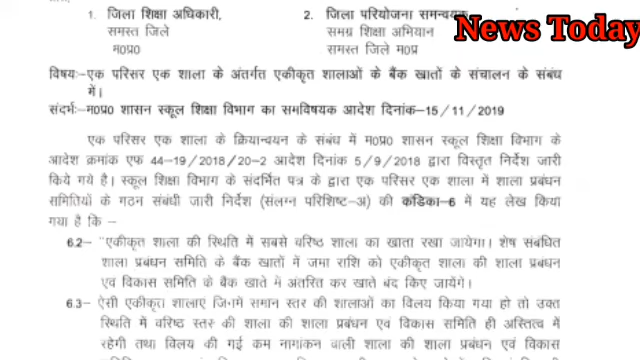 News Today
1. जिला शिक्षा अधिकारी, 2. जिला परियोजना समन्वयक
समस्त जिले समग्र शिक्षा अभियान
म0प्र0 समस्त जिले मप्र
विषयः- एक परिसर एक शाला के अंतर्गत एकीकृत शालाओं के बैंक खातों के संचालन के संबंध
में।
संदर्भः- म0प्र0 शासन स्कूल शिक्षा विभाग का समविषयक आदेश दिनांक-15/11/2019
एक परिसर एक शाला के क्रियान्वयन के संबंध में म0प्र0 शासन स्कूल शिक्षा विभाग के
आदेश क्रमांक एफ 44-19/2018/20-2 आदेश दिनांक 5/9/2018 द्वारा विस्तृत निर्देश जारी
किये गये है। स्कूल शिक्षा विभाग के संदर्भित पत्र के द्वारा एक परिसर एक शाला में शाला प्रबंधन
समितियों के गठन संबंधी जारी निर्देश (संलग्न परिशिष्ट-अ) की कंडिका-6 में यह लेख किया
गया है कि -
6.2- "एकीकृत शाला की स्थिति में सबसे वरिष्ठ शाला का खाता रखा जायेगा। शेष संबंधित
शाला प्रबंधन समिति के बैंक खातों में जमा राशि को एकीकृत शाला की शाला प्रबधन
एवं विकास समिति के बैंक खाते में अंतरित कर खाते बंद किए जायेंगे।
6.3- ऐसी एकीकृत शालाएं जिनमें समान स्तर की शालाओं का विलय किया गया हो तो उक्त
स्थिति में वरिष्ठ स्तर की शाला की शाला प्रबंधन एवं विकास समिति ही अस्तित्व में
रहेगी तथा विलय की गई कम नामांकन वाली शाला की शाला प्रबंधन एवं विकास